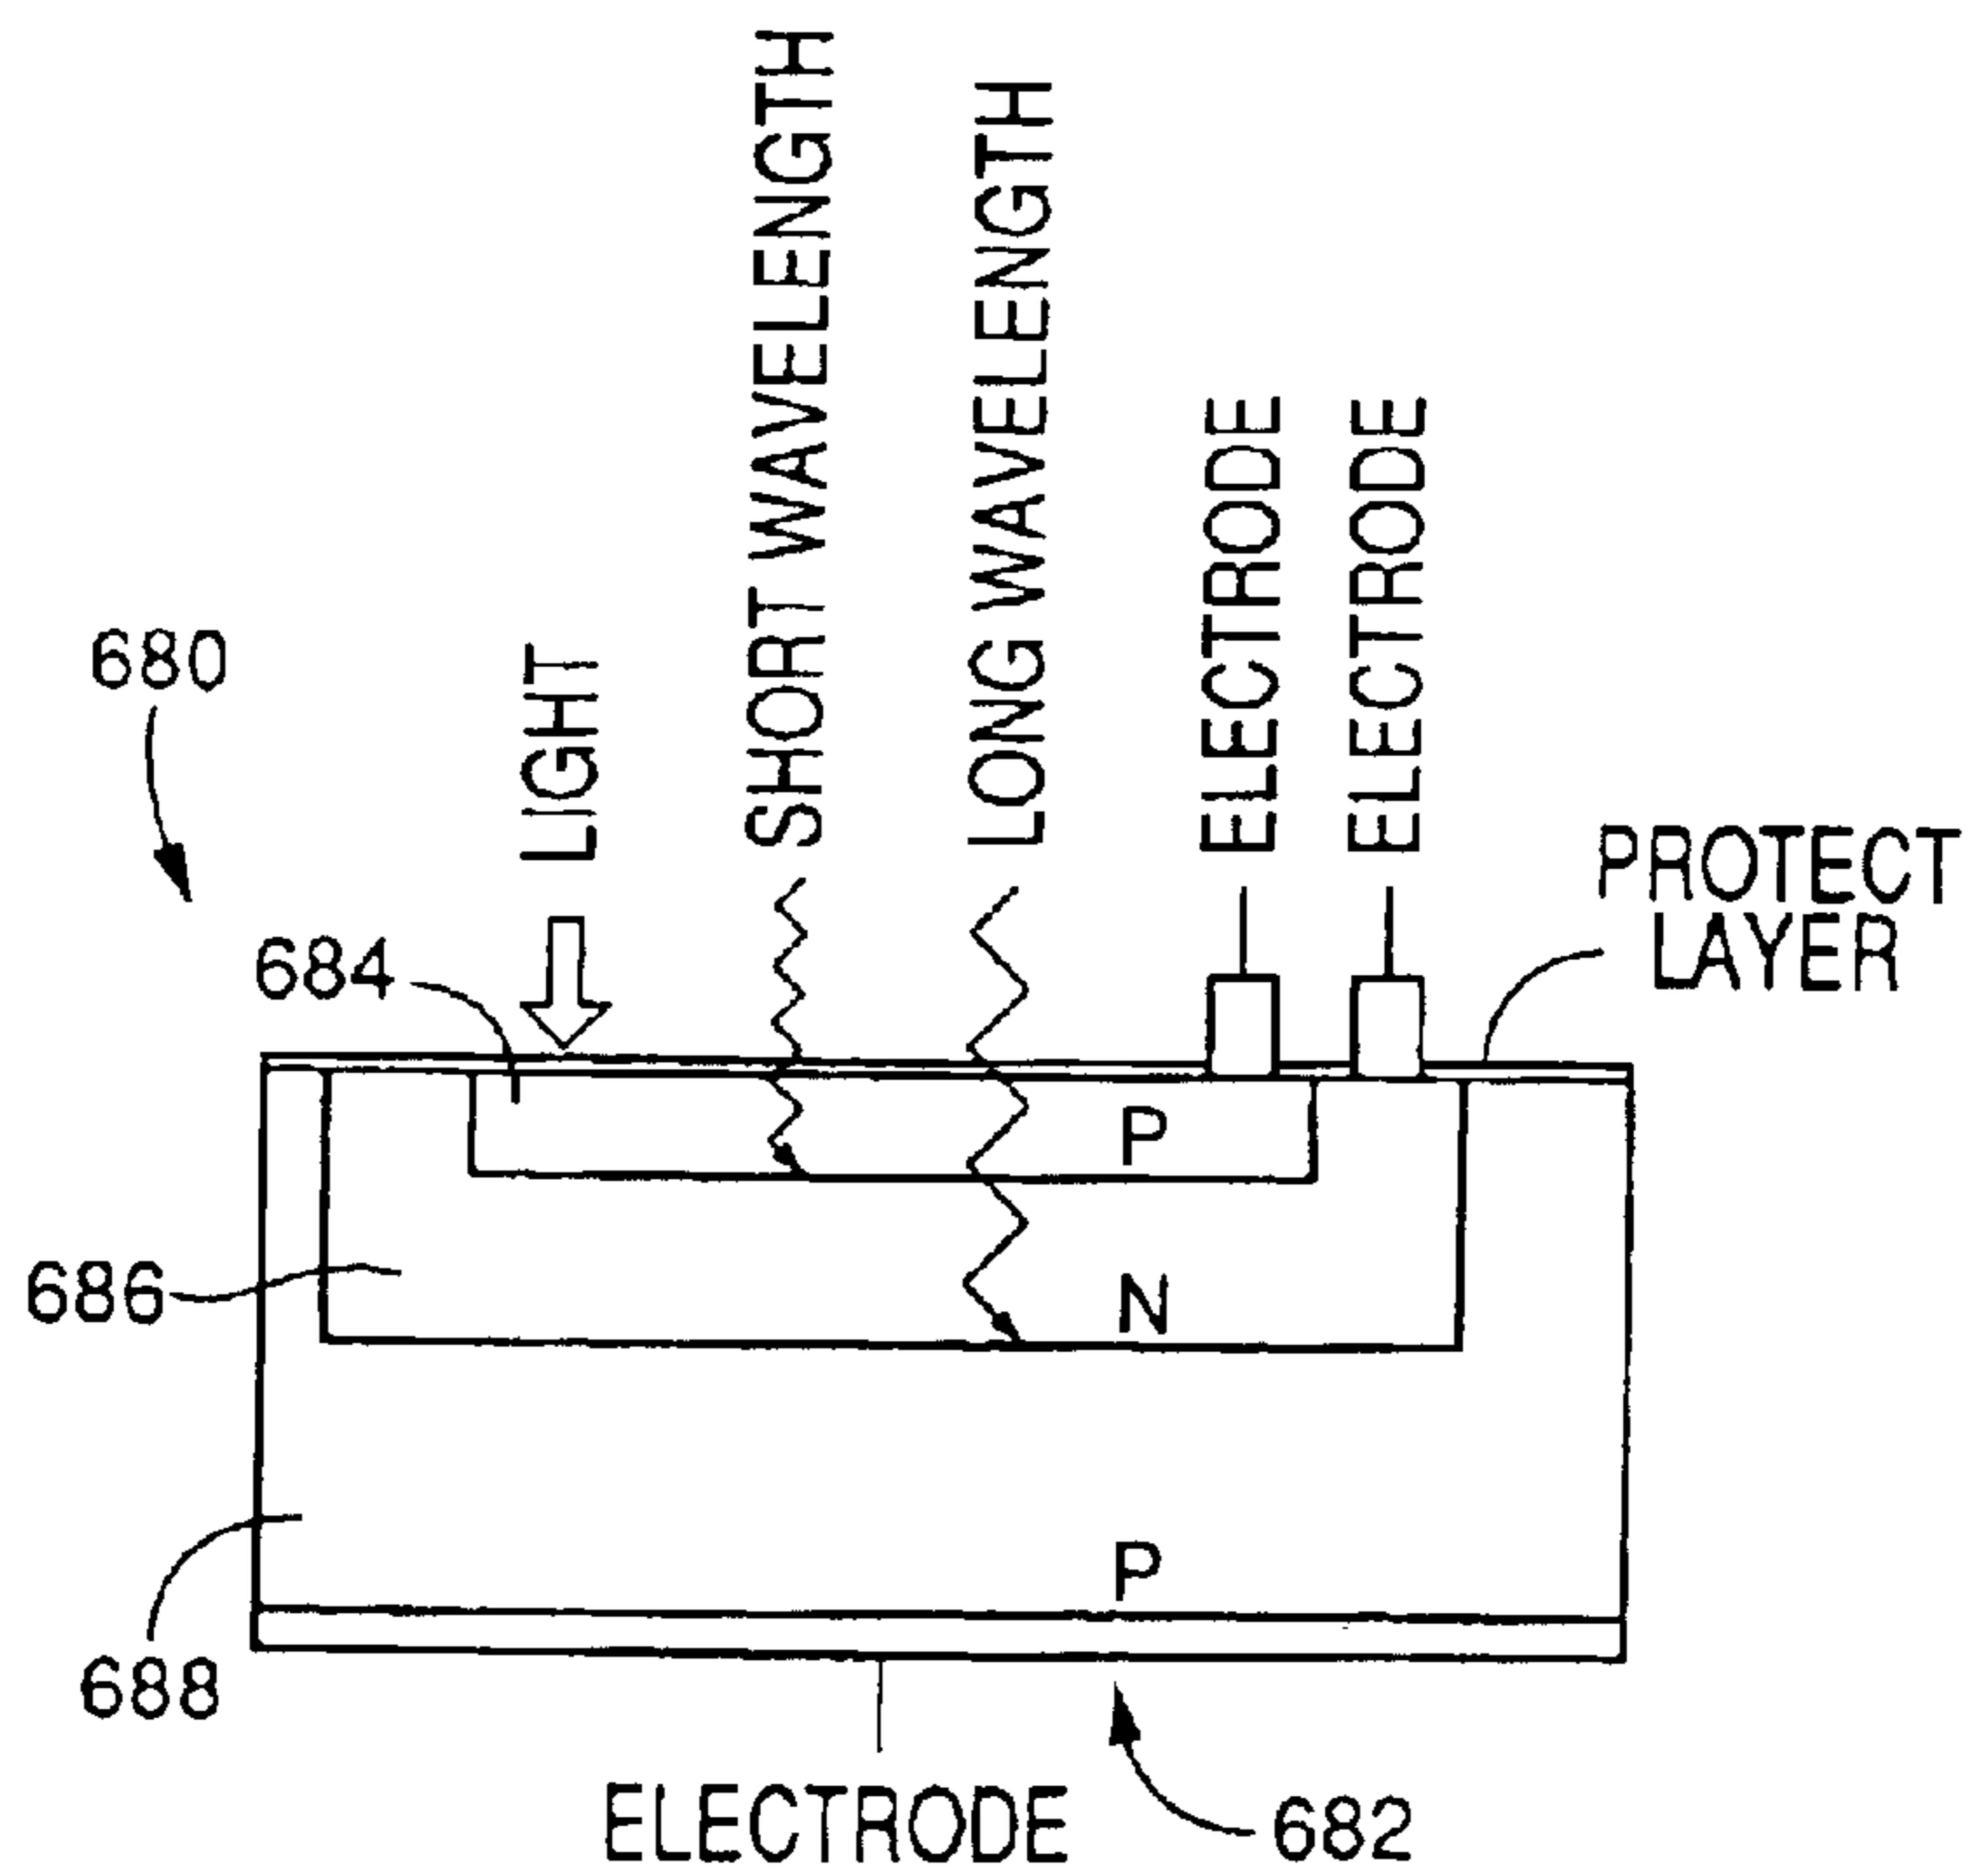 SHORT WAVELENGTH
LONG WAVELENGTH
ELECTRODE
ELECTRODE
LIGHT
680
PROTECT
LAYER
684
P
686
N
P
688
ELECTRODE
682